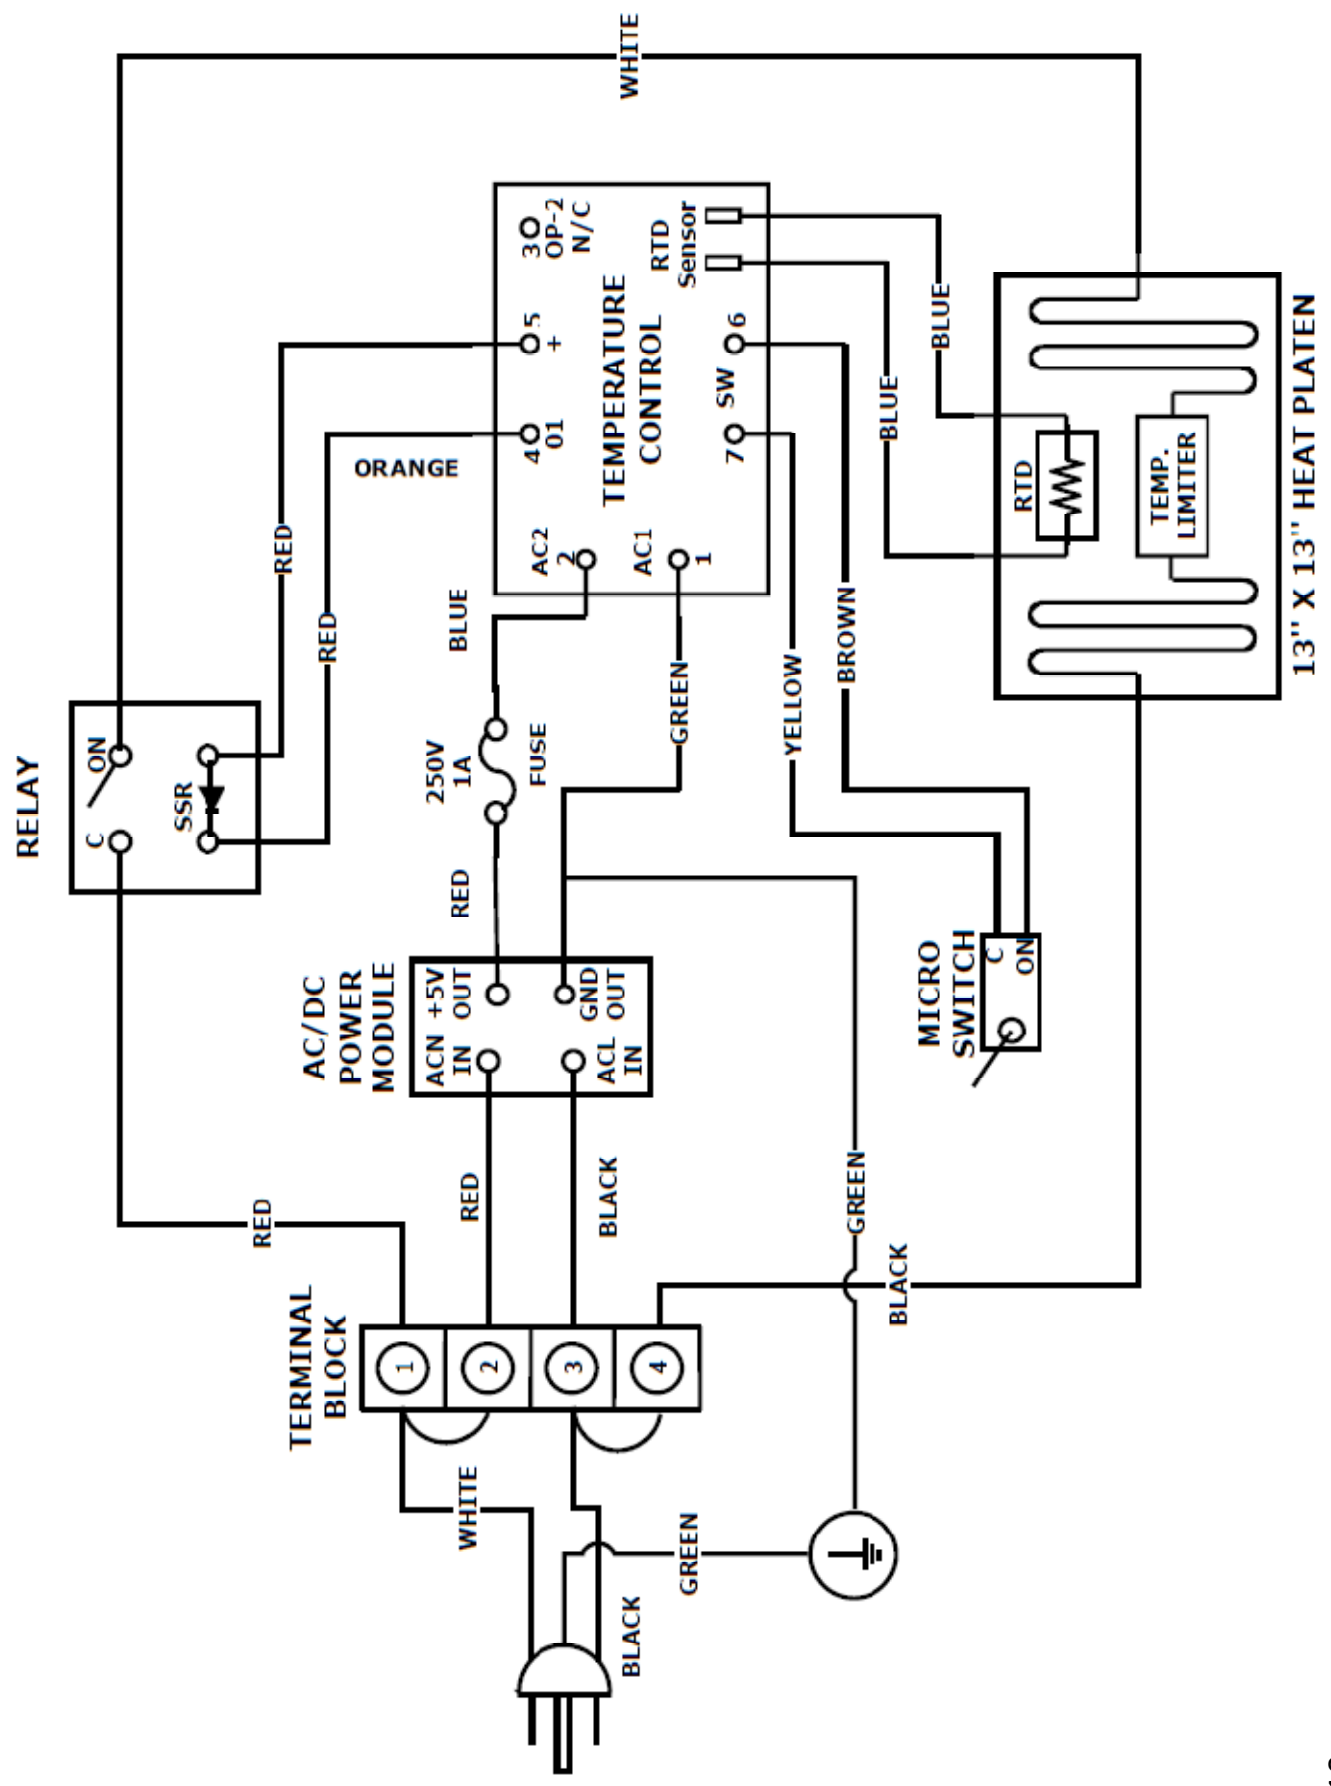 13" X 13" HEAT PLATEN
WHITE
TEMPERATURE
CONTROL
3
OP-2
N/C
5
+
4
01
RTD
Sensor
6
SW
7
AC2
2
AC1
1
ORANGE
RED
RED
BLUE
GREEN
YELLOW
BROWN
BLUE
BLUE
RTD
TEMP.
LIMITER
RELAY
ON
C
SSR
250V
1A
FUSE
RED
AC/DC
POWER
MODULE
+5V
OUT
GND
OUT
ACN
IN
ACL
IN
MICRO
SWITCH
C
ON
RED
RED
BLACK
GREEN
BLACK
TERMINAL
BLOCK
1
2
3
4
WHITE
GREEN
BLACK